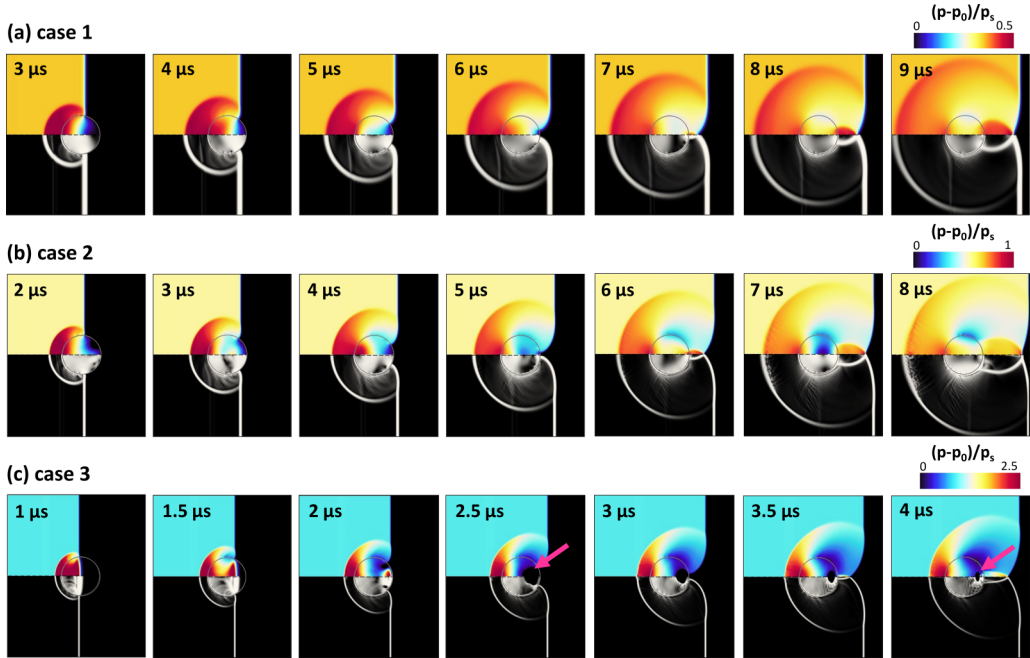 (a) case 1
(p-p₀)/pₛ
0 0.5
3 μs 4 μs 5 μs 6 μs 7 μs 8 μs 9 μs
(b) case 2
(p-p₀)/pₛ
0 1
2 μs 3 μs 4 μs 5 μs 6 μs 7 μs 8 μs
(c) case 3
(p-p₀)/pₛ
0 2.5
1 μs 1.5 μs 2 μs 2.5 μs 3 μs 3.5 μs 4 μs